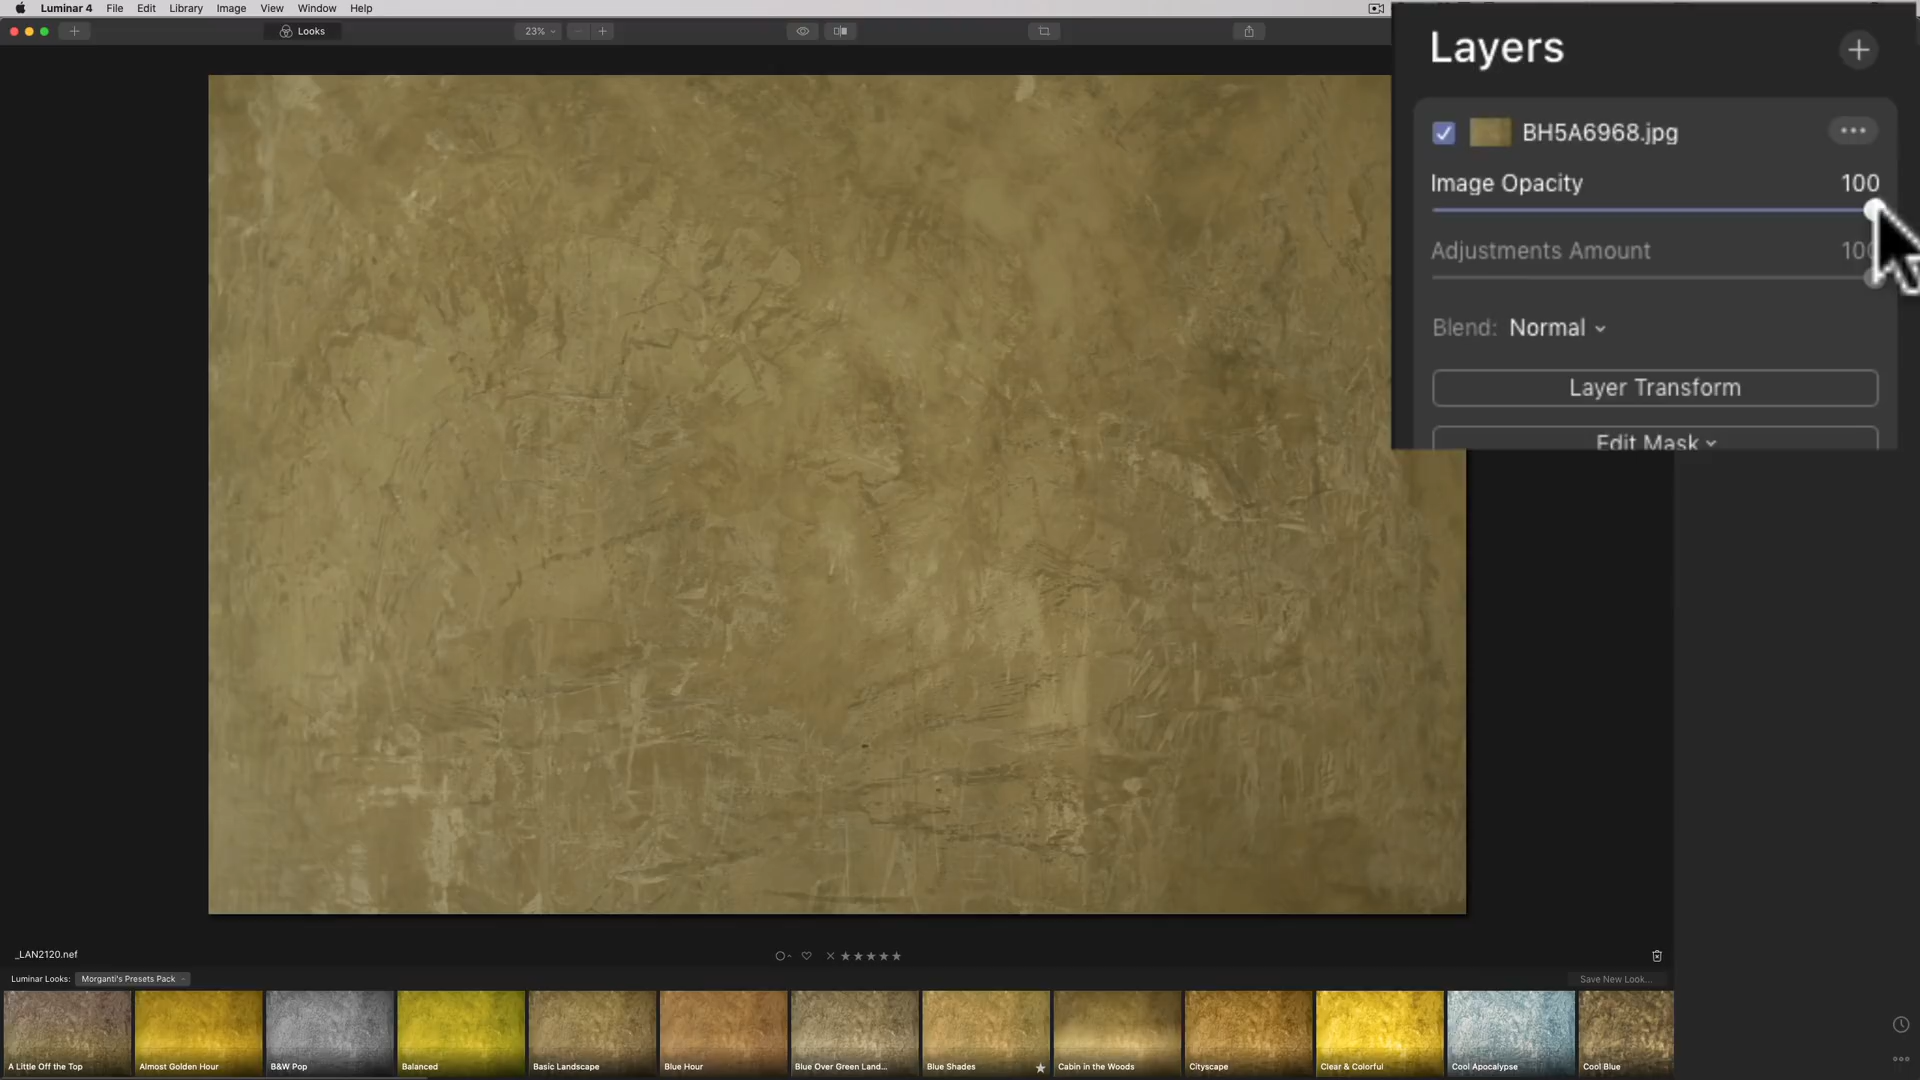 Luminar 4 File Edit Library Image View Window Help
Looks
23%
Layers
BH5A6968.jpg
Image Opacity 100
Adjustments Amount
Blend: Normal
Layer Transform
Edit Mask
_LAN2120.nef
Luminar Looks: Morganti's Presets Pack
Save New Look...
A Little Off the Top Almost Golden Hour B&W Pop Balanced Basic Landscape Blue Hour Blue Over Green Land... Blue Shades Cabin in the Woods Cityscape Clear & Colorful Cool Apocalypse Cool Blue